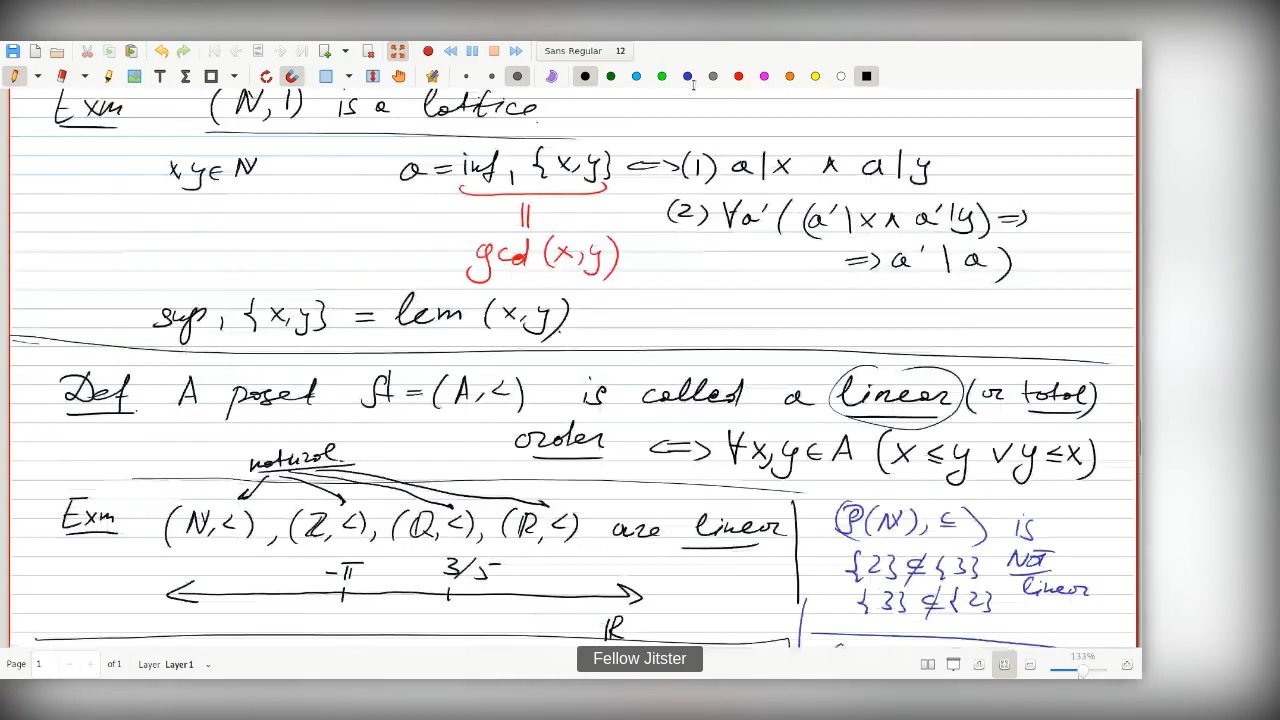 Sans Regular 12
Exm (N, |) is a lattice.
x, y ∈ N a = inf| {x, y} ⟺ (1) a | x ∧ a | y
|| (2) ∀a' ((a' | x ∧ a' | y) ⟹
gcd (x, y) ⟹ a' | a)
sup| {x, y} = lcm (x, y)
Def A poset A = (A, <) is called a linear (or total)
order ⟺ ∀x, y ∈ A (x ≤ y ∨ y ≤ x)
natural
Exm (N, <), (Z, <), (Q, <), (R, <) are linear
-π 3/5
R
(P(N), ⊆) is
{2} ⊄ {3} NOT
linear
{3} ⊄ {2}
Fellow Jitster
Page 1 of 1 Layer Layer 1 133%